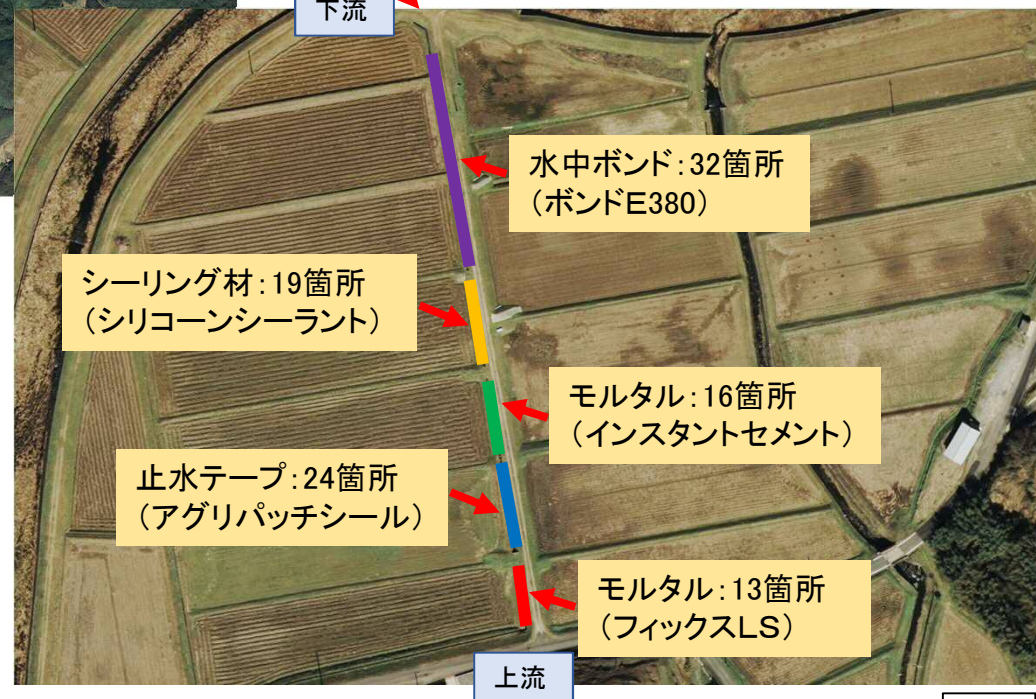 下流
水中ボンド:32箇所
(ボンドE380)
シーリング材:19箇所
(シリコーンシーラント)
モルタル:16箇所
(インスタントセメント)
止水テープ:24箇所
(アグリパッチシール)
モルタル:13箇所
(フィックスLS)
上流